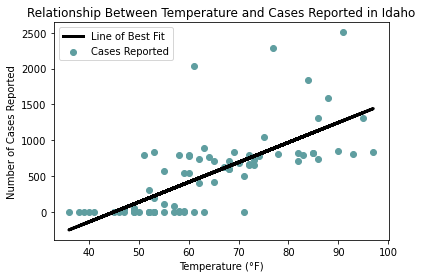 Relationship Between Temperature and Cases Reported in Idaho
Line of Best Fit
Cases Reported
Number of Cases Reported
2500
2000
1500
1000
500
0
40
50
60
70
80
90
100
Temperature (°F)